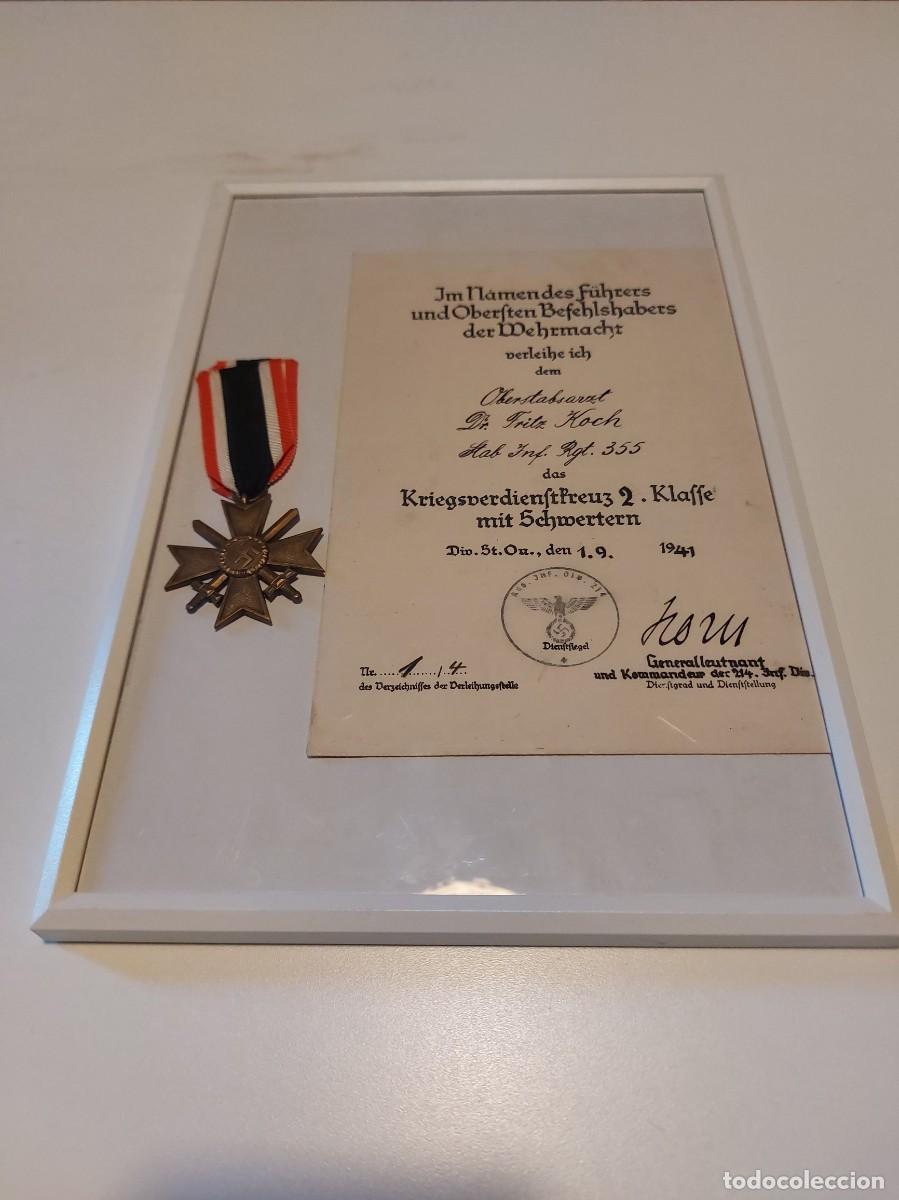 Im Namen des Führers
und Obersten Befehlshabers
der Wehrmacht
verleihe ich
dem
Oberstabsarzt
Dr. Fritz Koch
Stab Inf. Rgt. 355
das
Kriegsverdienstkreuz 2. Klasse
mit Schwertern
Div. St. Qu., den 1.9. 1941
Dienstsiegel
Generalleutnant
und Kommandeur der 214. Inf. Div.
Dienstgrad und Dienststellung
Nr. 1 /4
des Verzeichnisses der Verleihungsstelle
todocoleccion